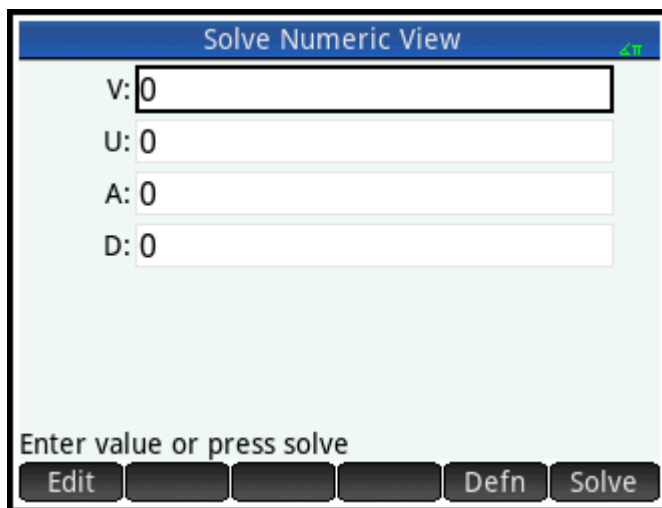 Solve Numeric View ∡π
V: 0
U: 0
A: 0
D: 0
Enter value or press solve
Edit Defn Solve